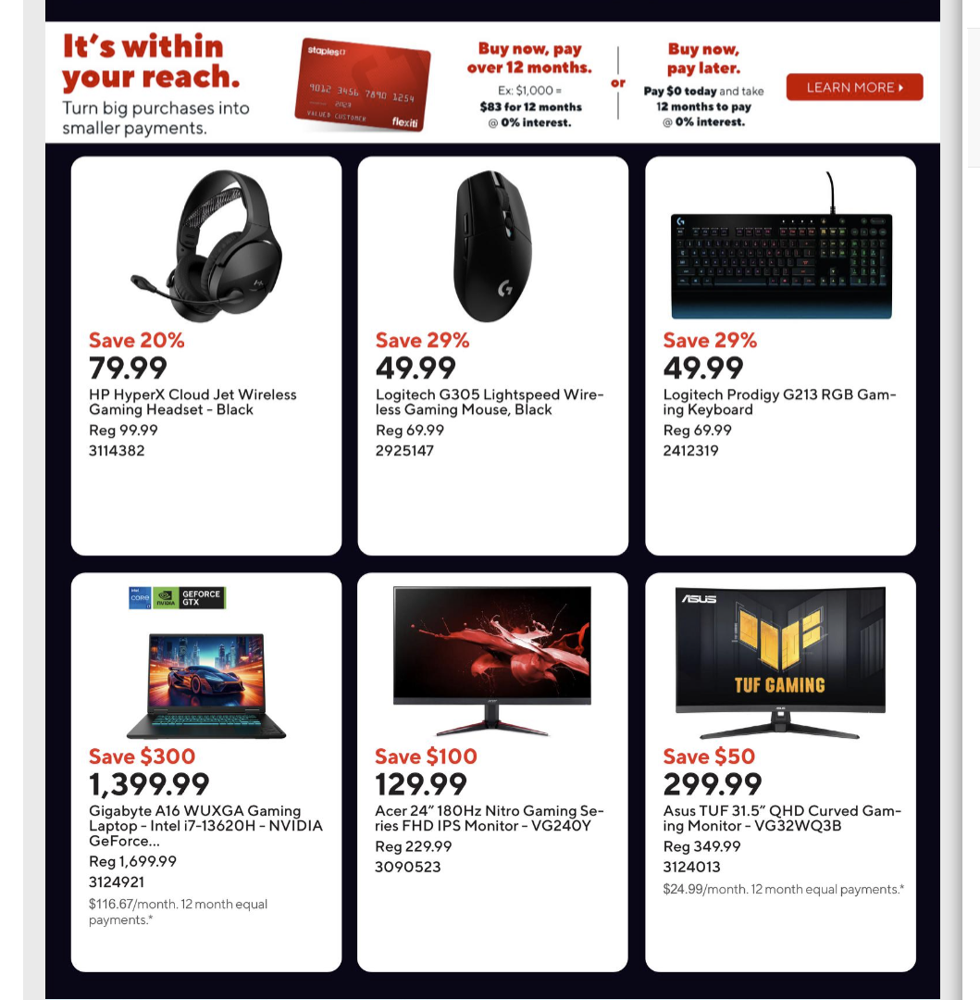 It's within
your reach.
Turn big purchases into
smaller payments.
staples
9012 3456 7890 1254
2029
VALUED CUSTOMER
flexiti
Buy now, pay
over 12 months.
Ex: $1,000 =
$83 for 12 months
@ 0% interest.
or
Buy now,
pay later.
Pay $0 today and take
12 months to pay
@ 0% interest.
LEARN MORE
Save 20%
79.99
HP HyperX Cloud Jet Wireless
Gaming Headset - Black
Reg 99.99
3114382
Save 29%
49.99
Logitech G305 Lightspeed Wire-
less Gaming Mouse, Black
Reg 69.99
2925147
Save 29%
49.99
Logitech Prodigy G213 RGB Gam-
ing Keyboard
Reg 69.99
2412319
intel
CORE
i7
NVIDIA
GEFORCE
GTX
Save $300
1,399.99
Gigabyte A16 WUXGA Gaming
Laptop - Intel i7-13620H - NVIDIA
GeForce...
Reg 1,699.99
3124921
$116.67/month. 12 month equal
payments.*
acer
Save $100
129.99
Acer 24" 180Hz Nitro Gaming Se-
ries FHD IPS Monitor - VG240Y
Reg 229.99
3090523
ASUS
TUF GAMING
ASUS
Save $50
299.99
Asus TUF 31.5" QHD Curved Gam-
ing Monitor - VG32WQ3B
Reg 349.99
3124013
$24.99/month. 12 month equal payments.*